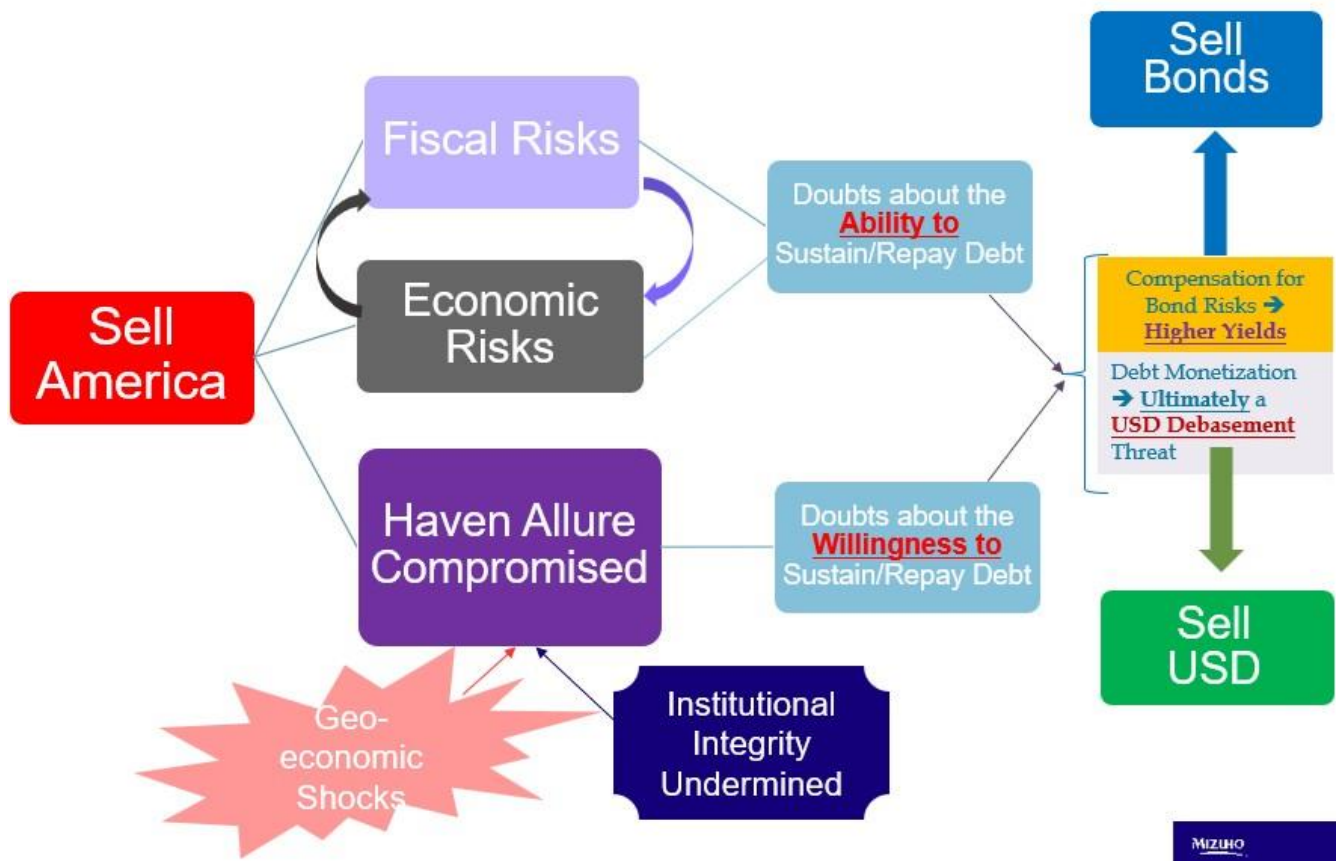 Sell
America
Fiscal Risks
Economic
Risks
Haven Allure
Compromised
Geo-
economic
Shocks
Institutional
Integrity
Undermined
Doubts about the
Ability to
Sustain/Repay Debt
Doubts about the
Willingness to
Sustain/Repay Debt
Sell
Bonds
Compensation for
Bond Risks ➔
Higher Yields
Debt Monetization
➔ Ultimately a
USD Debasement
Threat
Sell
USD
MIZUHO